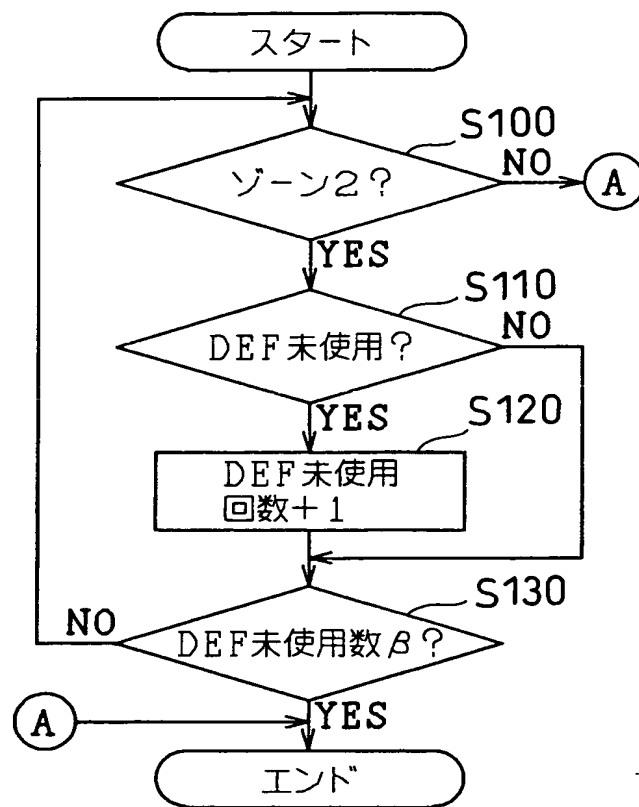 スタート
S100
ゾーン2?
NO
A
YES
S110
DEF未使用?
NO
YES
S120
DEF未使用
回数+1
S130
NO
DEF未使用数β?
A
YES
エンド